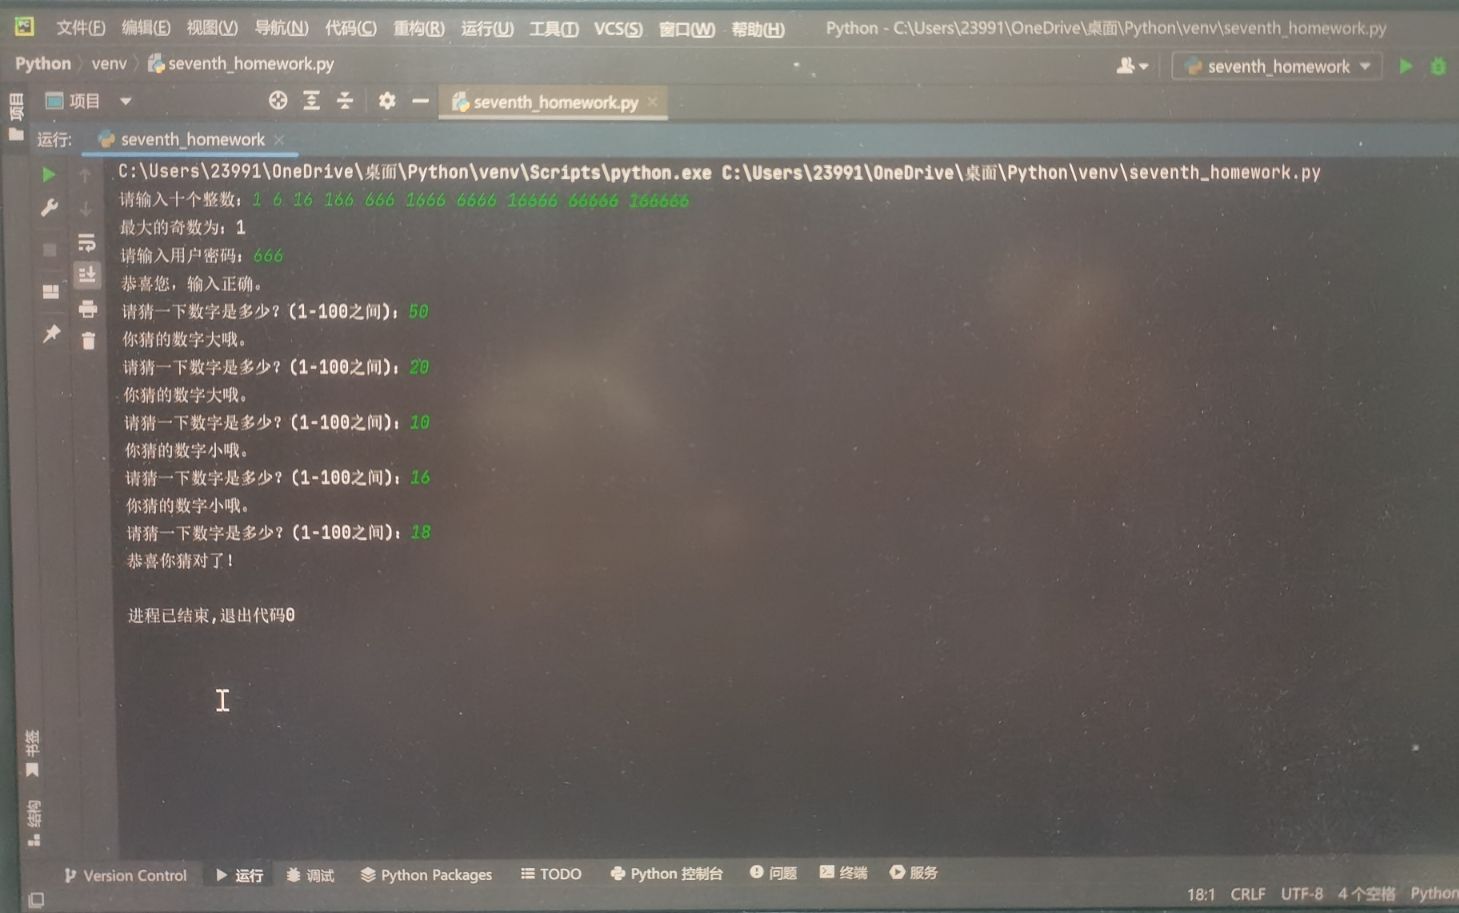 文件(F) 编辑(E) 视图(V) 导航(N) 代码(C) 重构(R) 运行(U) 工具(T) VCS(S) 窗口(W) 帮助(H) Python - C:\Users\23991\OneDrive\桌面\Python\venv\seventh_homework.py
Python venv seventh_homework.py seventh_homework
项目 项目 seventh_homework.py
运行: seventh_homework
C:\Users\23991\OneDrive\桌面\Python\venv\Scripts\python.exe C:\Users\23991\OneDrive\桌面\Python\venv\seventh_homework.py
请输入十个整数：1 6 16 166 666 1666 6666 16666 66666 166666
最大的奇数为：1
请输入用户密码：666
恭喜您，输入正确。
请猜一下数字是多少？(1-100之间)：50
你猜的数字大哦。
请猜一下数字是多少？(1-100之间)：20
你猜的数字大哦。
请猜一下数字是多少？(1-100之间)：10
你猜的数字小哦。
请猜一下数字是多少？(1-100之间)：16
你猜的数字小哦。
请猜一下数字是多少？(1-100之间)：18
恭喜你猜对了！
进程已结束,退出代码0
书签
结构
Version Control 运行 调试 Python Packages TODO Python 控制台 问题 终端 服务
18:1 CRLF UTF-8 4 个空格 Python